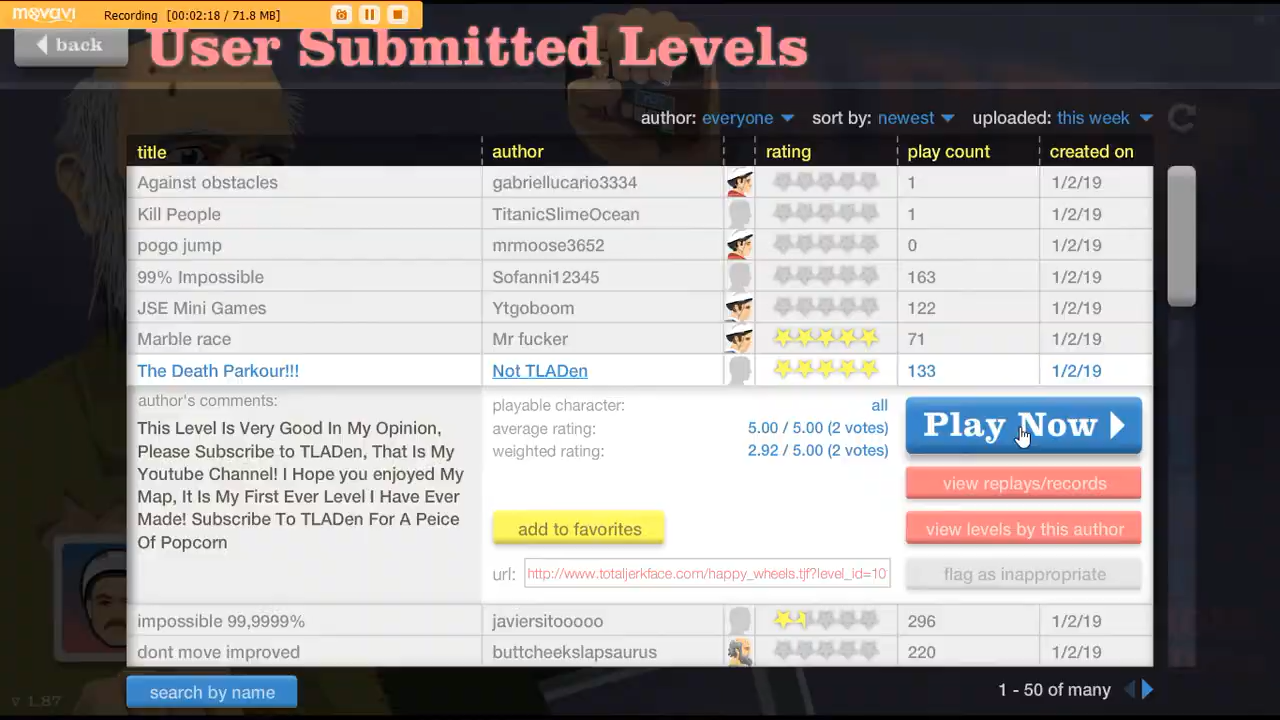 movavi Recording [00:02:18 / 71.8 MB]
back User Submitted Levels
author: everyone sort by: newest uploaded: this week
title author rating play count created on
Against obstacles gabriellucario3334 1 1/2/19
Kill People TitanicSlimeOcean 1 1/2/19
pogo jump mrmoose3652 0 1/2/19
99% Impossible Sofanni12345 163 1/2/19
JSE Mini Games Ytgoboom 122 1/2/19
Marble race Mr fucker 71 1/2/19
The Death Parkour!!! Not TLADen 133 1/2/19
author's comments:
This Level Is Very Good In My Opinion,
Please Subscribe to TLADen, That Is My
Youtube Channel! I Hope you enjoyed My
Map, It Is My First Ever Level I Have Ever
Made! Subscribe To TLADen For A Peice
Of Popcorn
playable character: all
average rating: 5.00 / 5.00 (2 votes)
weighted rating: 2.92 / 5.00 (2 votes)
add to favorites
url: http://www.totaljerkface.com/happy_wheels.tjf?level_id=10
Play Now
view replays/records
view levels by this author
flag as inappropriate
impossible 99,9999% javiersitooooo 296 1/2/19
dont move improved buttcheekslapsaurus 220 1/2/19
search by name 1 - 50 of many
v 1.87